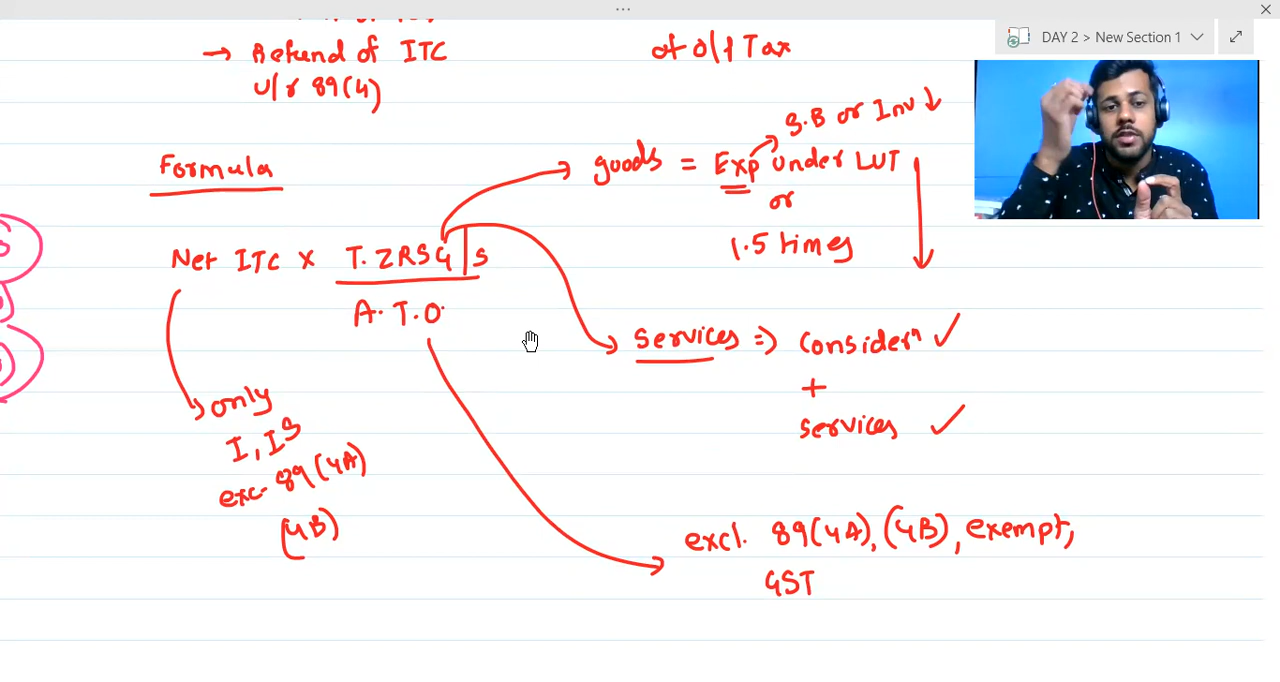 → Refund of ITC
u/r 89(4)
of O/P Tax
DAY 2 > New Section 1
Formula
Net ITC x T. ZRSG/S
A.T.O.
goods = Exp under LUT
S.B or Inv ↓
or
1.5 times
Services => Considerⁿ ✓
+
services ✓
only
I, IS
exc. 89(4A)
(4B)
excl. 89(4A), (4B), exempt,
GST